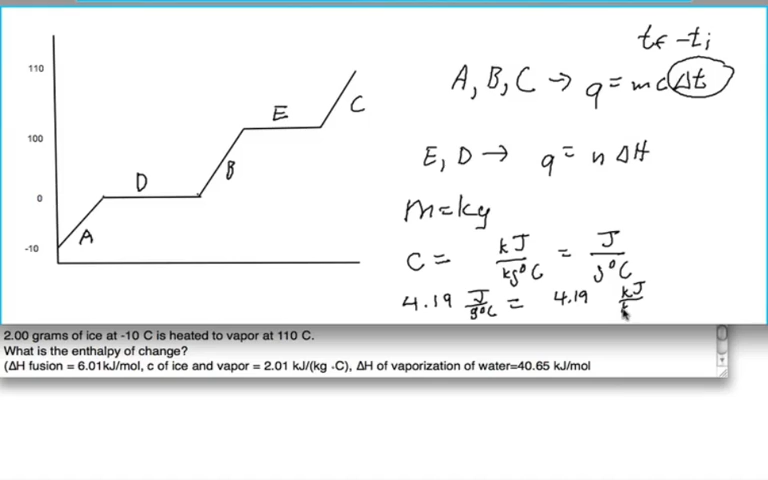 110
100
0
-10
A
D
B
E
C
tf - ti
A, B, C → q = mcΔt
E, D → q = nΔH
m=kg
C = kJ/kg°C = J/g°C
4.19 J/g°C = 4.19 kJ/
2.00 grams of ice at -10 C is heated to vapor at 110 C.
What is the enthalpy of change?
(ΔH fusion = 6.01kJ/mol, c of ice and vapor = 2.01 kJ/(kg ·C), ΔH of vaporization of water=40.65 kJ/mol